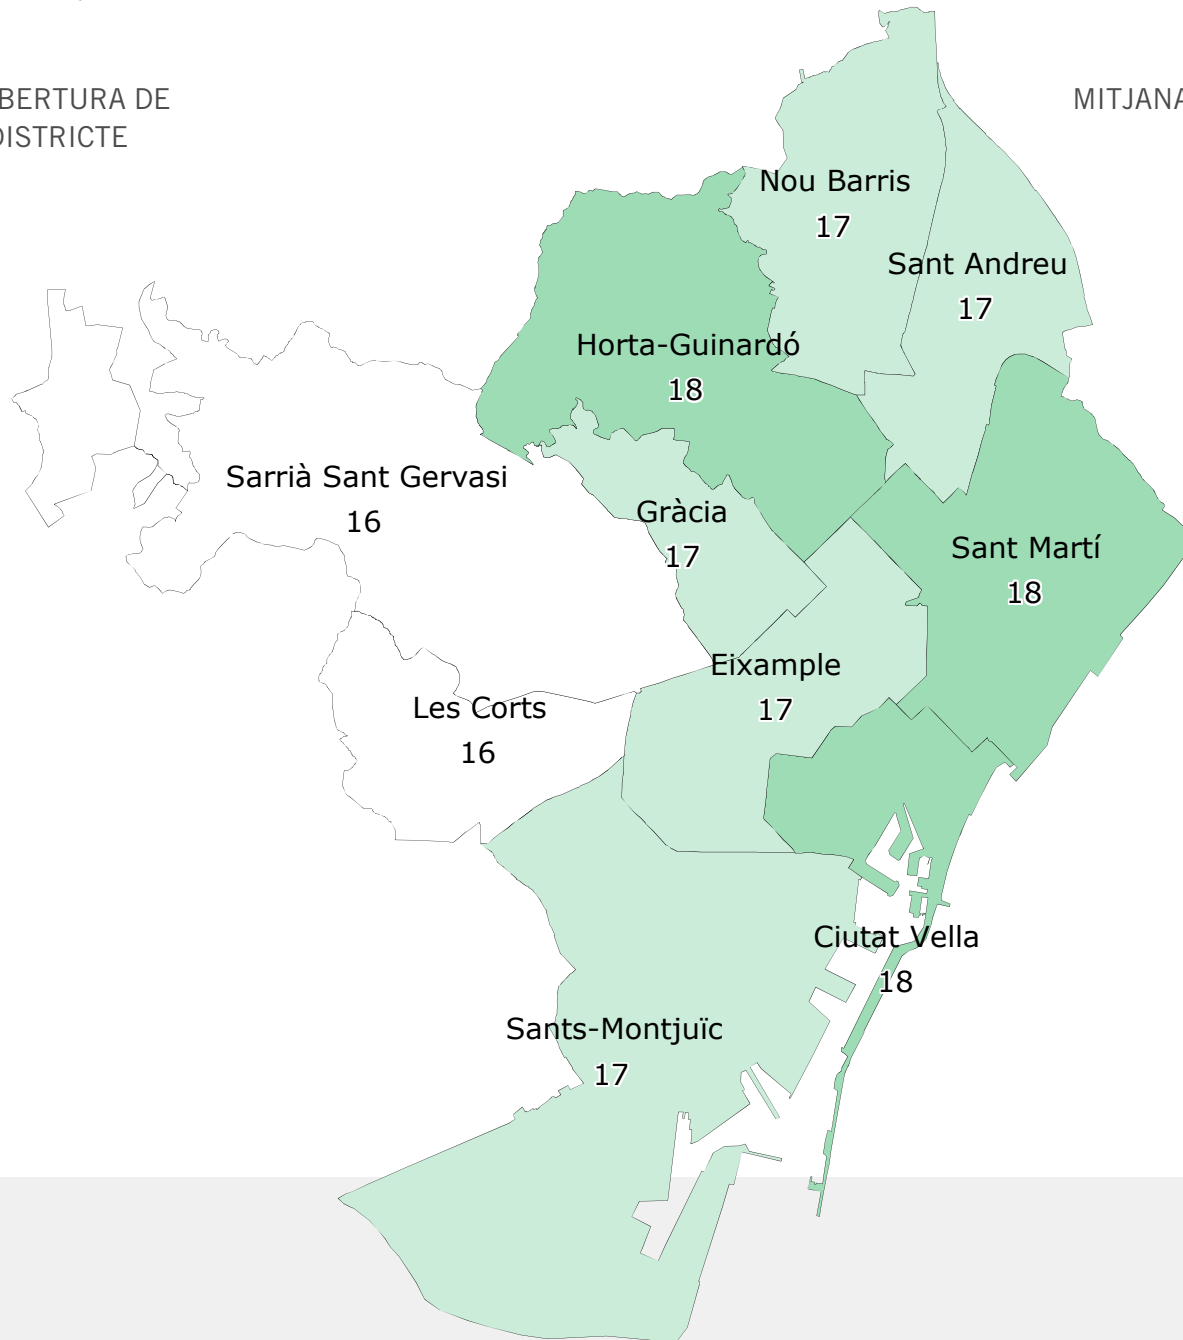 BERTURA DE
DISTRICTE
MITJANA
Nou Barris
17
Sant Andreu
17
Horta-Guinardó
18
Sarrià Sant Gervasi
16
Gràcia
17
Sant Martí
18
Eixample
17
Les Corts
16
Ciutat Vella
18
Sants-Montjuïc
17